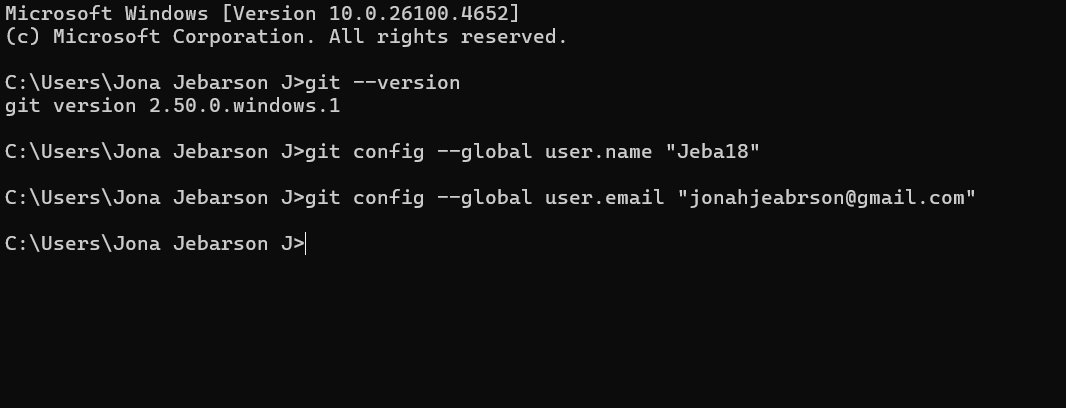 Microsoft Windows [Version 10.0.26100.4652]
(c) Microsoft Corporation. All rights reserved.
C:\Users\Jona Jebarson J>git --version
git version 2.50.0.windows.1
C:\Users\Jona Jebarson J>git config --global user.name "Jeba18"
C:\Users\Jona Jebarson J>git config --global user.email "jonahjeabrson@gmail.com"
C:\Users\Jona Jebarson J>